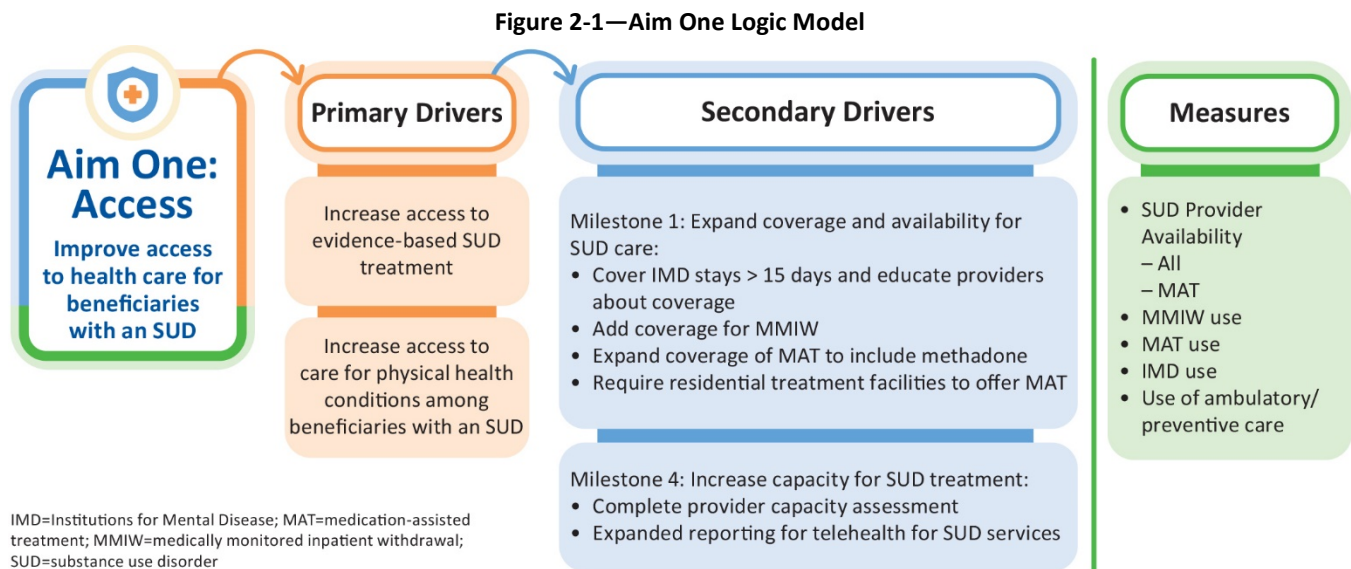 Figure 2-1—Aim One Logic Model
Aim One:
Access
Improve access
to health care for
beneficiaries
with an SUD
Primary Drivers
Increase access to
evidence-based SUD
treatment
Increase access to
care for physical health
conditions among
beneficiaries with an SUD
Secondary Drivers
Milestone 1: Expand coverage and availability for
SUD care:
• Cover IMD stays > 15 days and educate providers
about coverage
• Add coverage for MMIW
• Expand coverage of MAT to include methadone
• Require residential treatment facilities to offer MAT
Milestone 4: Increase capacity for SUD treatment:
• Complete provider capacity assessment
• Expanded reporting for telehealth for SUD services
Measures
• SUD Provider
Availability
– All
– MAT
• MMIW use
• MAT use
• IMD use
• Use of ambulatory/
preventive care
IMD=Institutions for Mental Disease; MAT=medication-assisted
treatment; MMIW=medically monitored inpatient withdrawal;
SUD=substance use disorder